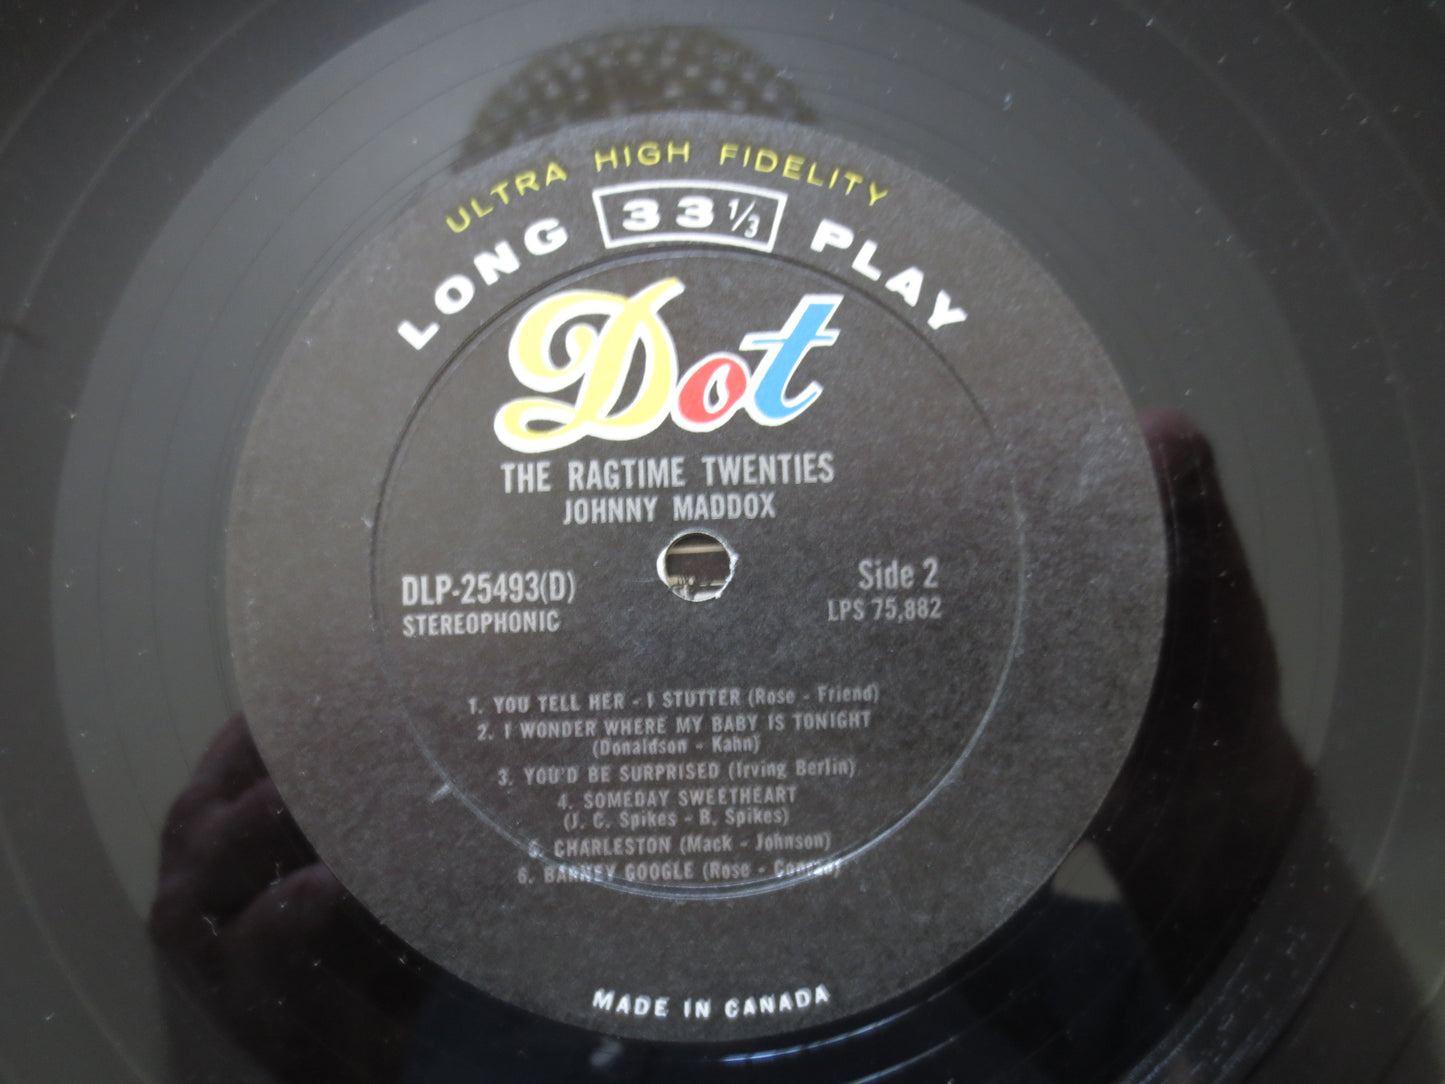 ULTRA HIGH FIDELITY
LONG 33 1/3 PLAY
Dot
THE RAGTIME TWENTIES
JOHNNY MADDOX
DLP-25493(D)
STEREOPHONIC
Side 2
LPS 75,882
1. YOU TELL HER - I STUTTER (Rose - Friend)
2. I WONDER WHERE MY BABY IS TONIGHT
(Donaldson - Kahn)
3. YOU'D BE SURPRISED (Irving Berlin)
4. SOMEDAY SWEETHEART
(J. C. Spikes - B. Spikes)
5. CHARLESTON (Mack - Johnson)
6. BARNEY GOOGLE (Rose - Conrad)
MADE IN CANADA